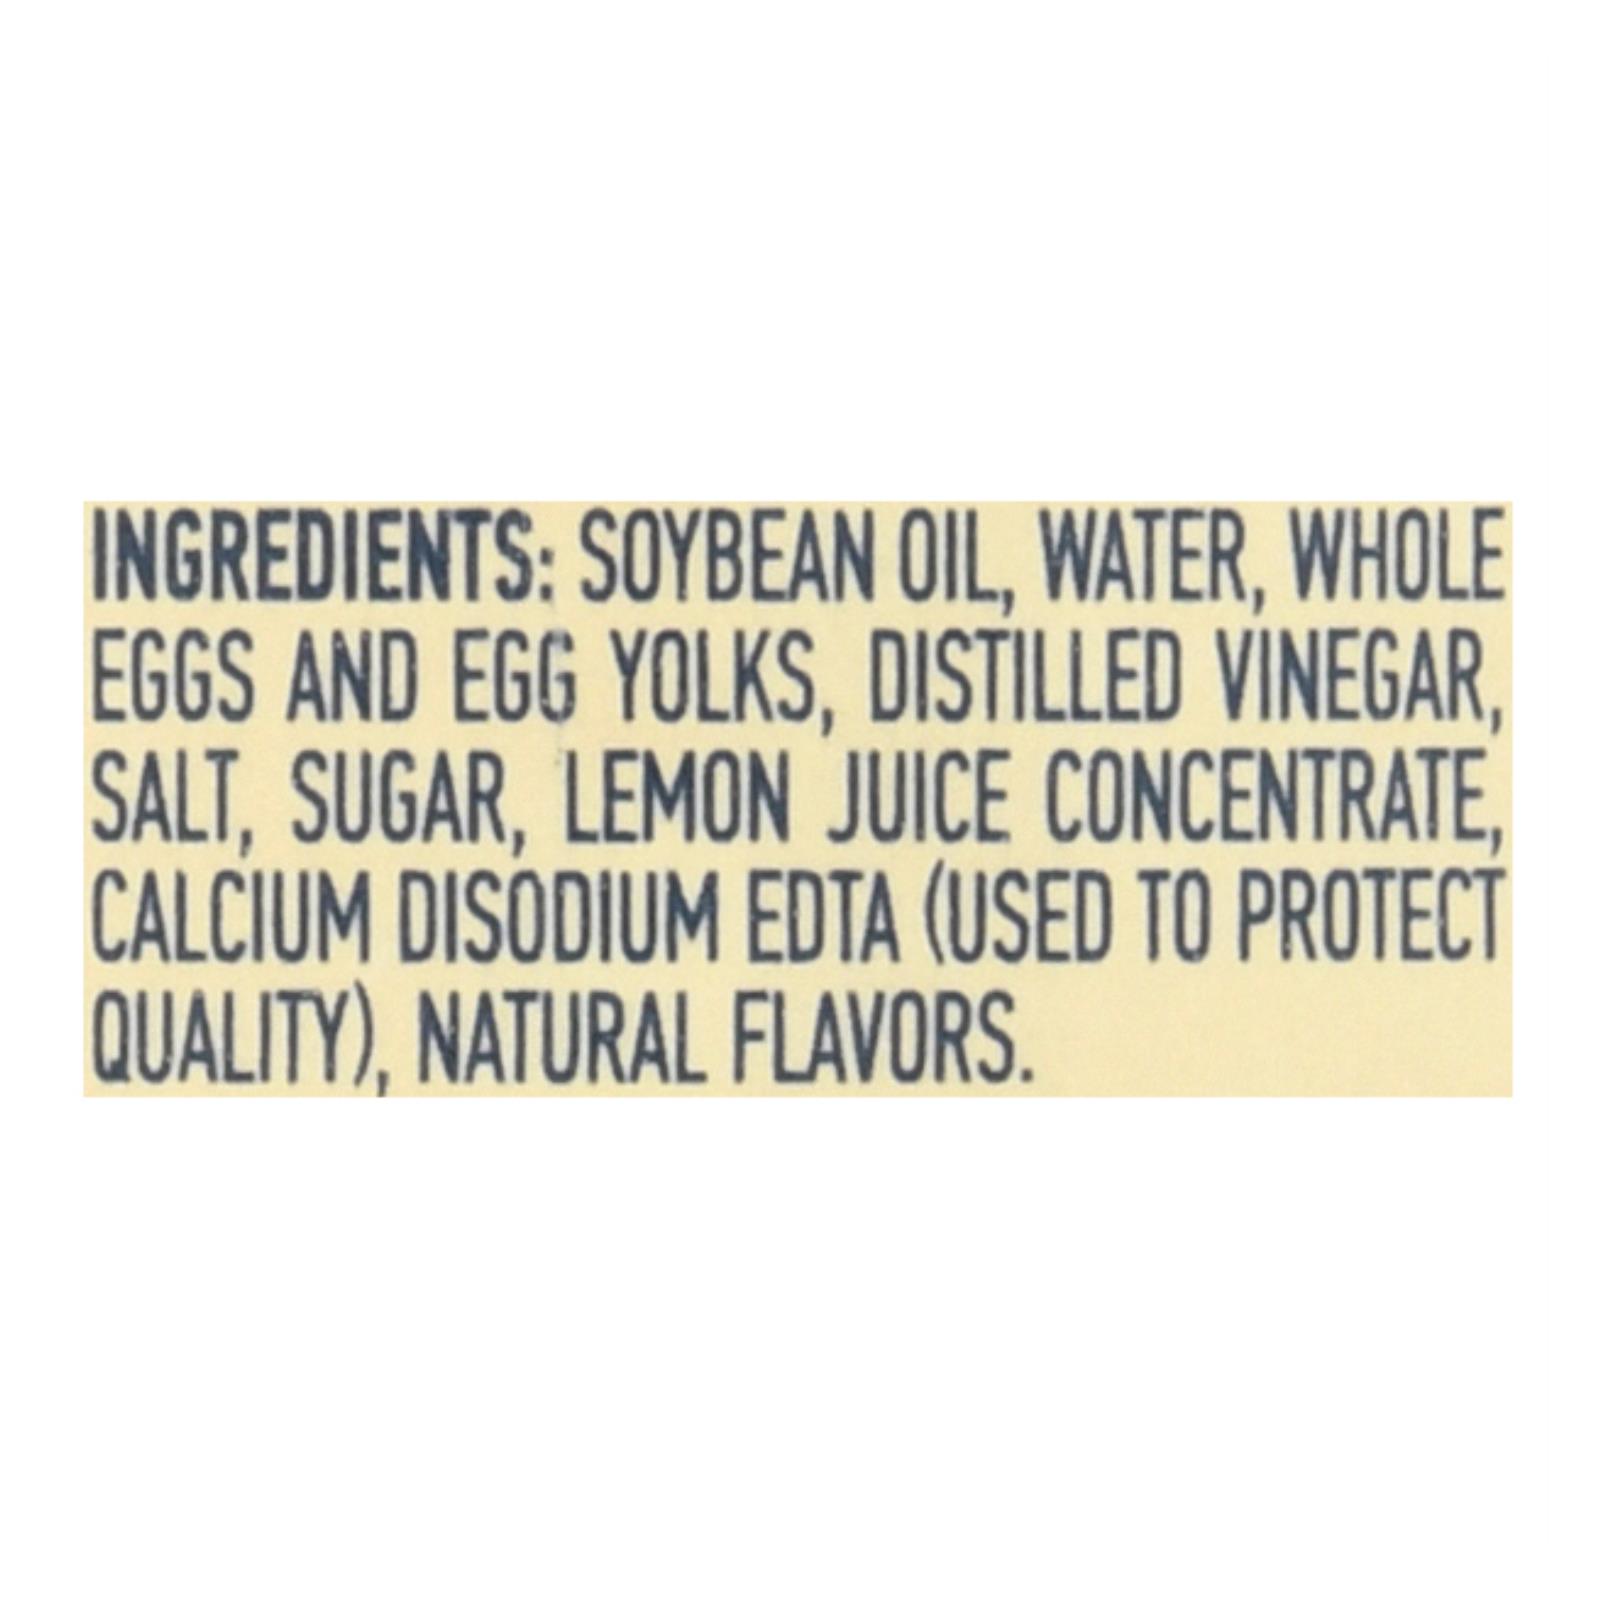 INGREDIENTS: SOYBEAN OIL, WATER, WHOLE
EGGS AND EGG YOLKS, DISTILLED VINEGAR,
SALT, SUGAR, LEMON JUICE CONCENTRATE,
CALCIUM DISODIUM EDTA (USED TO PROTECT
QUALITY), NATURAL FLAVORS.